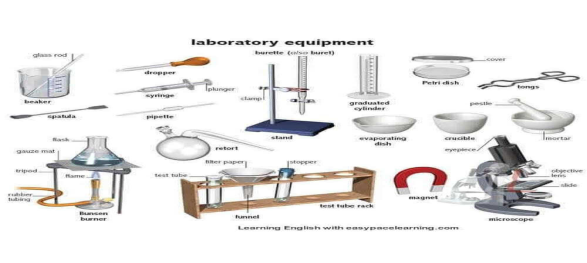 laboratory equipment
glass rod
beaker
dropper
syringe
plunger
spatula
pipette
burette (also buret)
clamp
stand
graduated
cylinder
cover
Petri dish
tongs
evaporating
dish
crucible
pestle
mortar
flask
gauze mat
tripod
flame
rubber
tubing
Bunsen
burner
retort
filter paper
stopper
test tube
funnel
test tube rack
magnet
eyepiece
objective
lens
slide
microscope
Learning English with easypacelearning.com